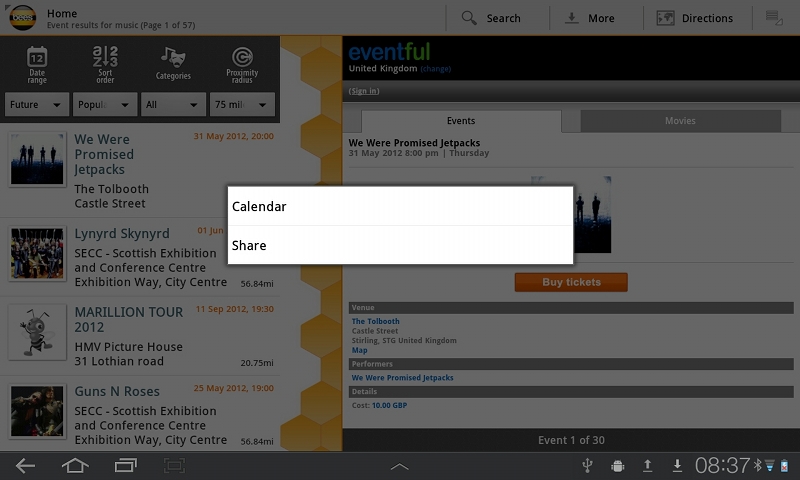 bees
Home
Event results for music (Page 1 of 57)
Search
More
Directions
12
Date
range
Sort
order
Categories
Proximity
radius
Future
Popula
All
75 mile
We Were
Promised
Jetpacks
31 May 2012, 20:00
The Tolbooth
Castle Street
Lynyrd Skynyrd
01 Jun
SECC - Scottish Exhibition
and Conference Centre
Exhibition Way, City Centre
56.84mi
MARILLION TOUR
2012
11 Sep 2012, 19:30
HMV Picture House
31 Lothian road
20.75mi
Guns N Roses
25 May 2012, 19:00
SECC - Scottish Exhibition
and Conference Centre
Exhibition Way, City Centre
56.84mi
Calendar
Share
eventful
United Kingdom (change)
(Sign in)
Events
Movies
We Were Promised Jetpacks
31 May 2012 8:00 pm | Thursday
Buy tickets
Venue
The Tolbooth
Castle Street
Stirling, STG United Kingdom
Map
Performers
We Were Promised Jetpacks
Details
Cost: 10.00 GBP
Event 1 of 30
08:37